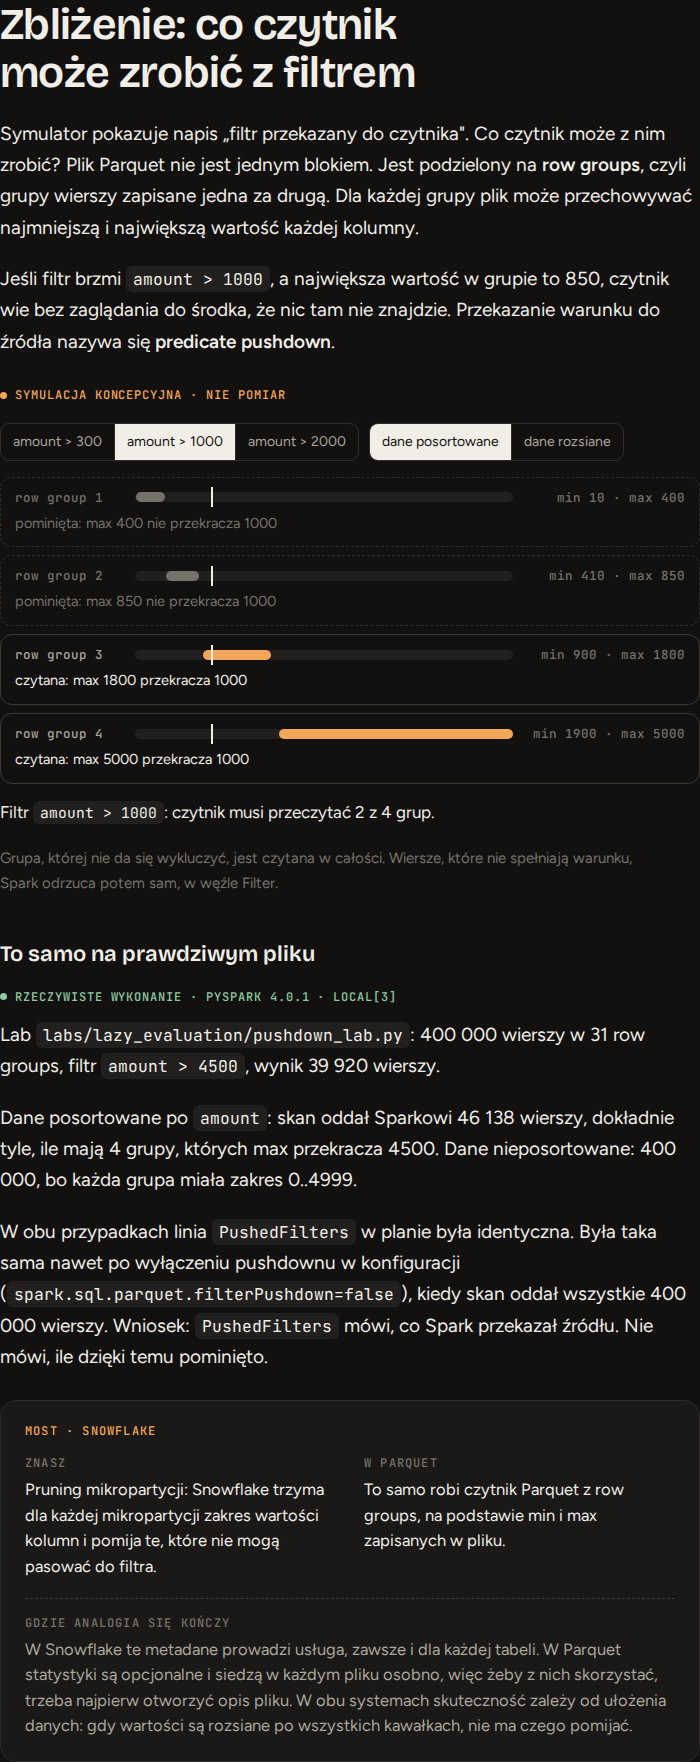 Zbliżenie: co czytnik
może zrobić z filtrem
Symulator pokazuje napis „filtr przekazany do czytnika". Co czytnik może z nim
zrobić? Plik Parquet nie jest jednym blokiem. Jest podzielony na row groups, czyli
grupy wierszy zapisane jedna za drugą. Dla każdej grupy plik może przechowywać
najmniejszą i największą wartość każdej kolumny.
Jeśli filtr brzmi amount > 1000, a największa wartość w grupie to 850, czytnik
wie bez zaglądania do środka, że nic tam nie znajdzie. Przekazanie warunku do
źródła nazywa się predicate pushdown.
SYMULACJA KONCEPCYJNA · NIE POMIAR
amount > 300 amount > 1000 amount > 2000 dane posortowane dane rozsiane
row group 1 min 10 · max 400
pominięta: max 400 nie przekracza 1000
row group 2 min 410 · max 850
pominięta: max 850 nie przekracza 1000
row group 3 min 900 · max 1800
czytana: max 1800 przekracza 1000
row group 4 min 1900 · max 5000
czytana: max 5000 przekracza 1000
Filtr amount > 1000: czytnik musi przeczytać 2 z 4 grup.
Grupa, której nie da się wykluczyć, jest czytana w całości. Wiersze, które nie spełniają warunku,
Spark odrzuca potem sam, w węźle Filter.
To samo na prawdziwym pliku
RZECZYWISTE WYKONANIE · PYSPARK 4.0.1 · LOCAL[3]
Lab labs/lazy_evaluation/pushdown_lab.py: 400 000 wierszy w 31 row
groups, filtr amount > 4500, wynik 39 920 wierszy.
Dane posortowane po amount: skan oddał Sparkowi 46 138 wierszy, dokładnie
tyle, ile mają 4 grupy, których max przekracza 4500. Dane nieposortowane: 400
000, bo każda grupa miała zakres 0..4999.
W obu przypadkach linia PushedFilters w planie była identyczna. Była taka
sama nawet po wyłączeniu pushdownu w konfiguracji
(spark.sql.parquet.filterPushdown=false), kiedy skan oddał wszystkie 400
000 wierszy. Wniosek: PushedFilters mówi, co Spark przekazał źródłu. Nie
mówi, ile dzięki temu pominięto.
MOST · SNOWFLAKE
ZNASZ
Pruning mikropartycji: Snowflake trzyma
dla każdej mikropartycji zakres wartości
kolumn i pomija te, które nie mogą
pasować do filtra.
W PARQUET
To samo robi czytnik Parquet z row
groups, na podstawie min i max
zapisanych w pliku.
GDZIE ANALOGIA SIĘ KOŃCZY
W Snowflake te metadane prowadzi usługa, zawsze i dla każdej tabeli. W Parquet
statystyki są opcjonalne i siedzą w każdym pliku osobno, więc żeby z nich skorzystać,
trzeba najpierw otworzyć opis pliku. W obu systemach skuteczność zależy od ułożenia
danych: gdy wartości są rozsiane po wszystkich kawałkach, nie ma czego pomijać.